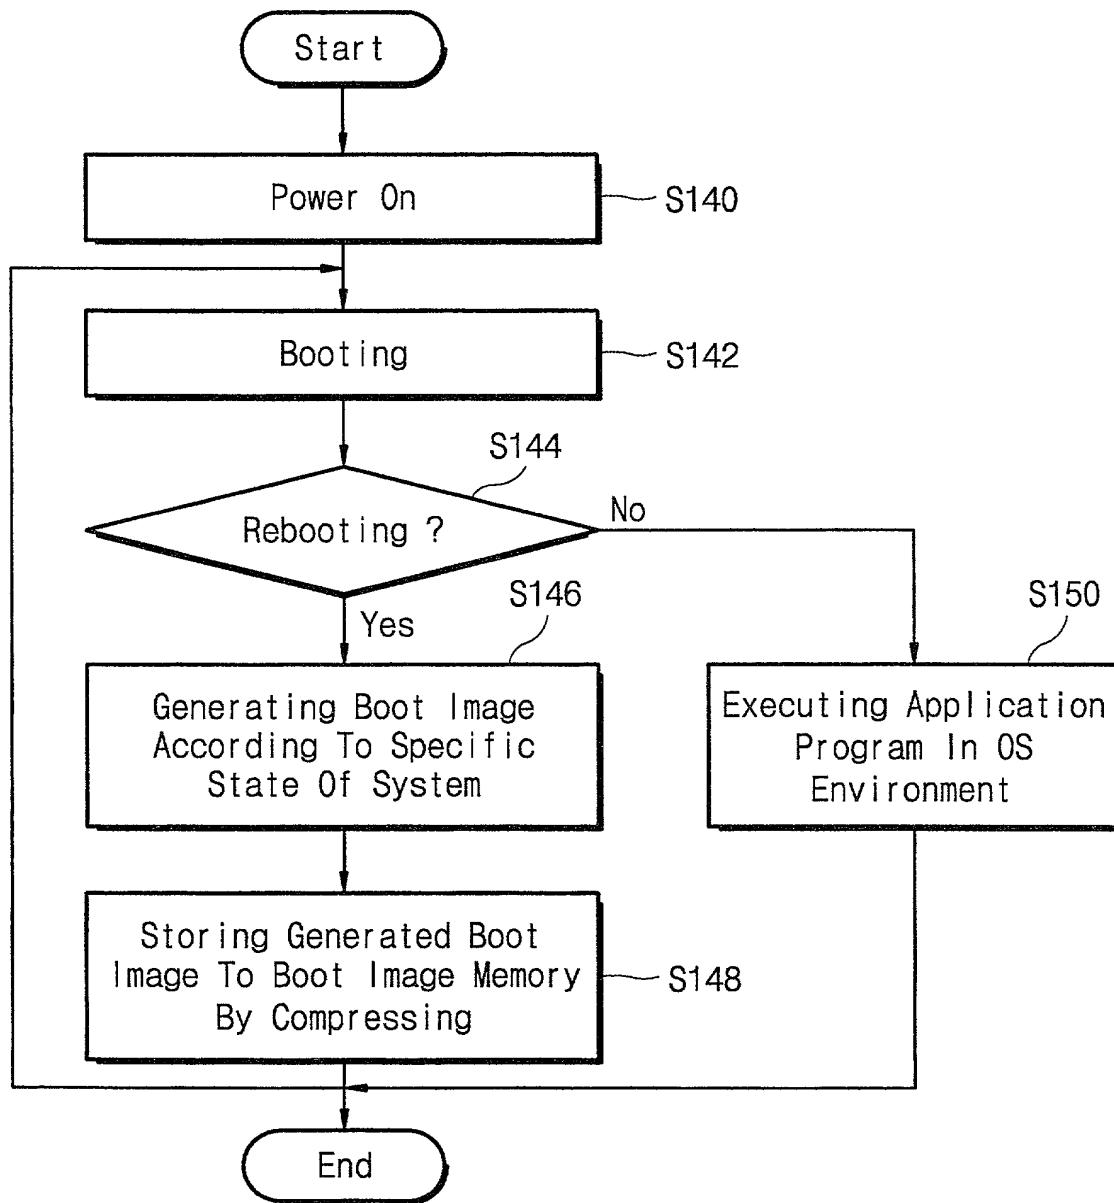 Start
Power On
S140
Booting
S142
S144
Rebooting ?
No
Yes
S146
S150
Generating Boot Image
According To Specific
State Of System
Executing Application
Program In OS
Environment
Storing Generated Boot
Image To Boot Image Memory
By Compressing
S148
End